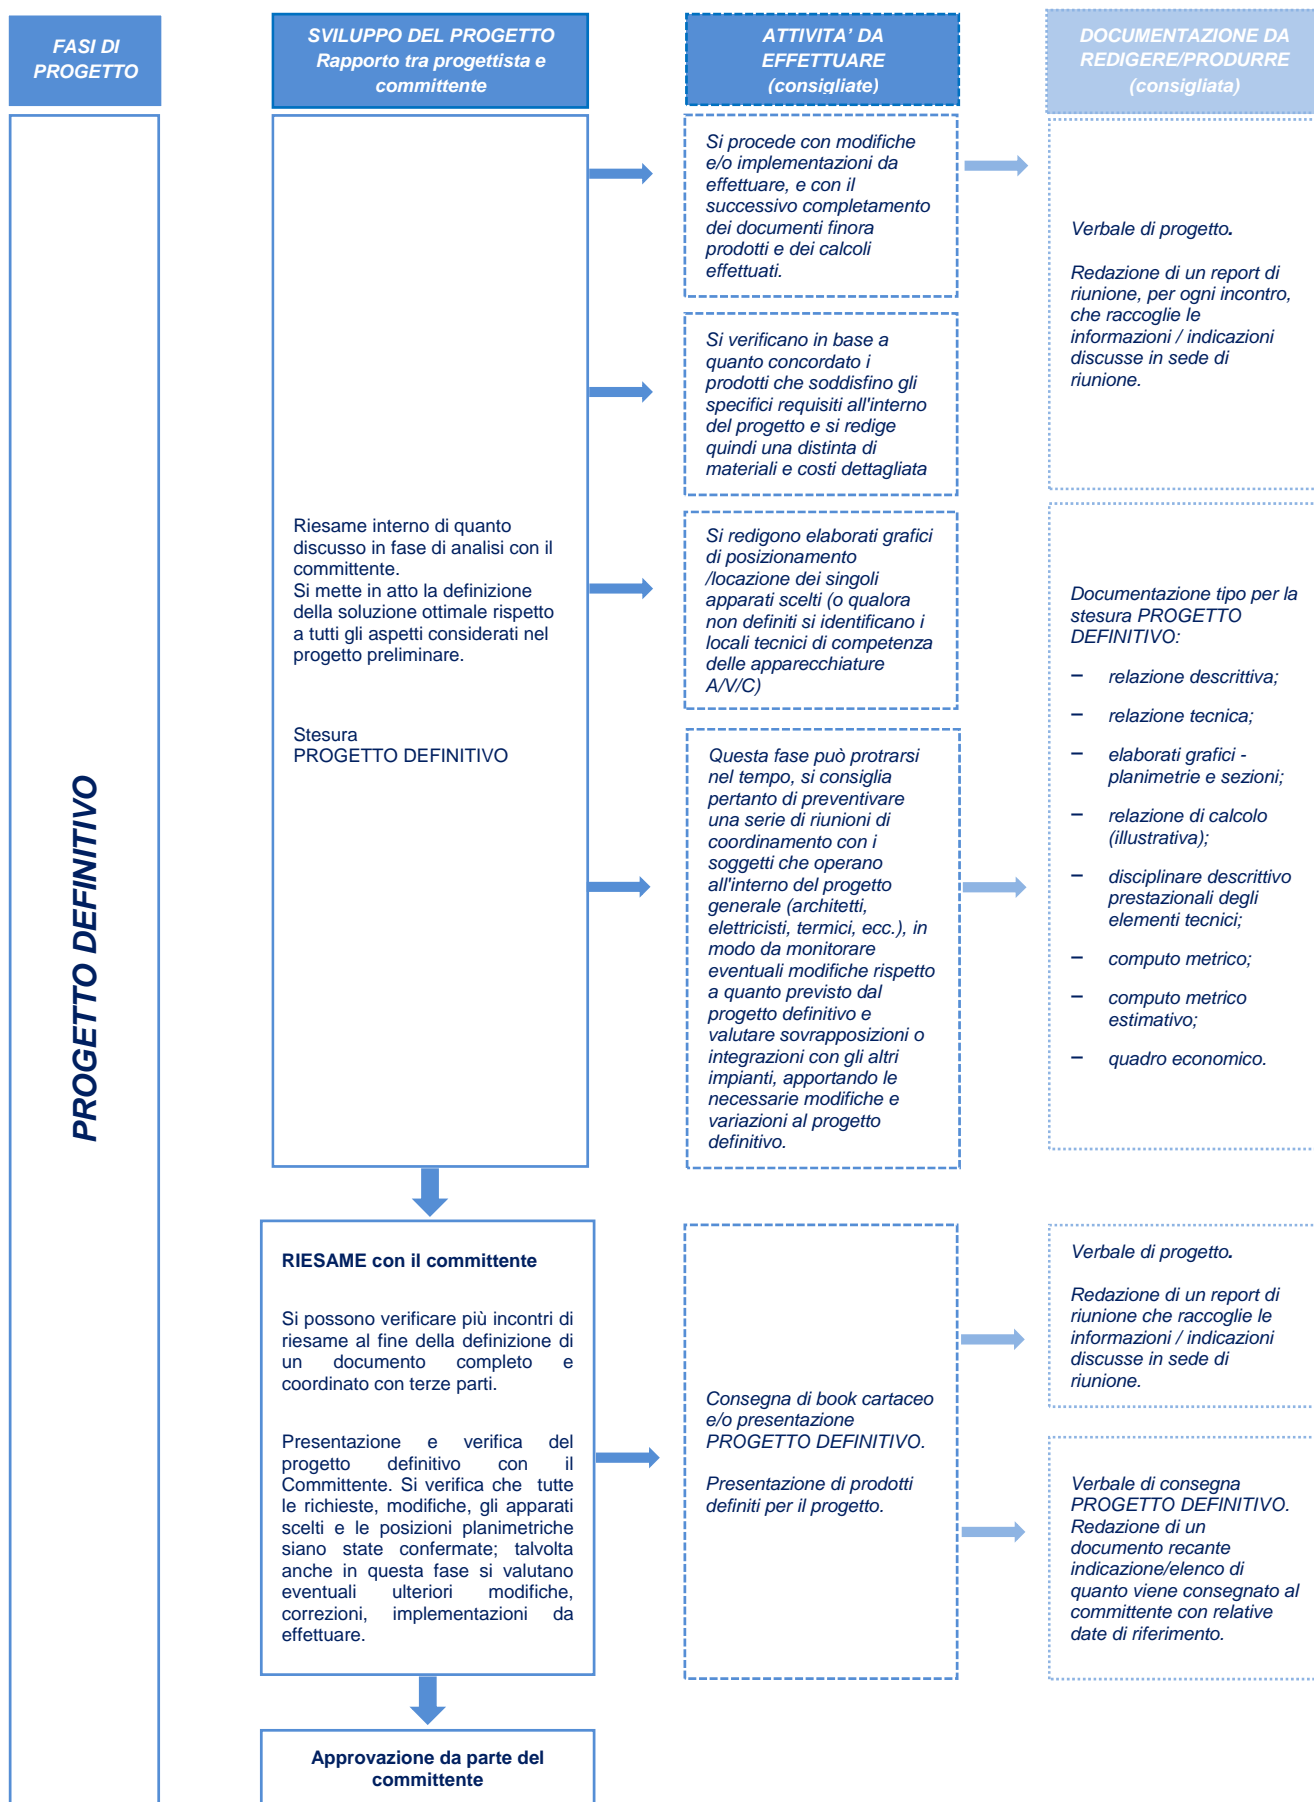 FASI DI
PROGETTO
SVILUPPO DEL PROGETTO
Rapporto tra progettista e
committente
ATTIVITA’ DA
EFFETTUARE
(consigliate)
DOCUMENTAZIONE DA
REDIGERE/PRODURRE
(consigliata)
PROGETTO DEFINITIVO
Riesame interno di quanto
discusso in fase di analisi con il
committente.
Si mette in atto la definizione
della soluzione ottimale rispetto
a tutti gli aspetti considerati nel
progetto preliminare.
Stesura
PROGETTO DEFINITIVO
Si procede con modifiche
e/o implementazioni da
effettuare, e con il
successivo completamento
dei documenti finora
prodotti e dei calcoli
effettuati.
Si verificano in base a
quanto concordato i
prodotti che soddisfino gli
specifici requisiti all'interno
del progetto e si redige
quindi una distinta di
materiali e costi dettagliata
Si redigono elaborati grafici
di posizionamento
/locazione dei singoli
apparati scelti (o qualora
non definiti si identificano i
locali tecnici di competenza
delle apparecchiature
A/V/C)
Questa fase può protrarsi
nel tempo, si consiglia
pertanto di preventivare
una serie di riunioni di
coordinamento con i
soggetti che operano
all'interno del progetto
generale (architetti,
elettricisti, termici, ecc.), in
modo da monitorare
eventuali modifiche rispetto
a quanto previsto dal
progetto definitivo e
valutare sovrapposizioni o
integrazioni con gli altri
impianti, apportando le
necessarie modifiche e
variazioni al progetto
definitivo.
Verbale di progetto.
Redazione di un report di
riunione, per ogni incontro,
che raccoglie le
informazioni / indicazioni
discusse in sede di
riunione.
Documentazione tipo per la
stesura PROGETTO
DEFINITIVO:
− relazione descrittiva;
− relazione tecnica;
− elaborati grafici -
planimetrie e sezioni;
− relazione di calcolo
(illustrativa);
− disciplinare descrittivo
prestazionali degli
elementi tecnici;
− computo metrico;
− computo metrico
estimativo;
− quadro economico.
RIESAME con il committente
Si possono verificare più incontri di
riesame al fine della definizione di
un documento completo e
coordinato con terze parti.
Presentazione e verifica del
progetto definitivo con il
Committente. Si verifica che tutte
le richieste, modifiche, gli apparati
scelti e le posizioni planimetriche
siano state confermate; talvolta
anche in questa fase si valutano
eventuali ulteriori modifiche,
correzioni, implementazioni da
effettuare.
Consegna di book cartaceo
e/o presentazione
PROGETTO DEFINITIVO.
Presentazione di prodotti
definiti per il progetto.
Verbale di progetto.
Redazione di un report di
riunione che raccoglie le
informazioni / indicazioni
discusse in sede di
riunione.
Verbale di consegna
PROGETTO DEFINITIVO.
Redazione di un
documento recante
indicazione/elenco di
quanto viene consegnato al
committente con relative
date di riferimento.
Approvazione da parte del
committente